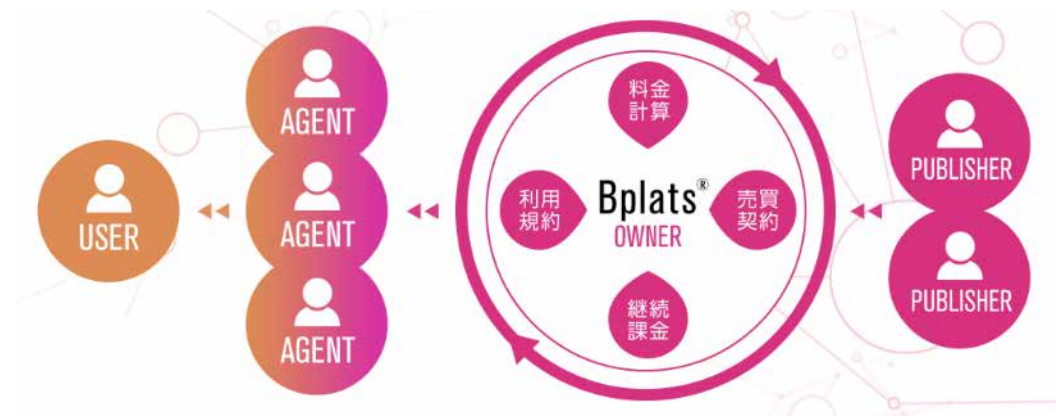 USER
AGENT
AGENT
AGENT
料金
計算
利用
規約
Bplats®
OWNER
売買
契約
継続
課金
PUBLISHER
PUBLISHER